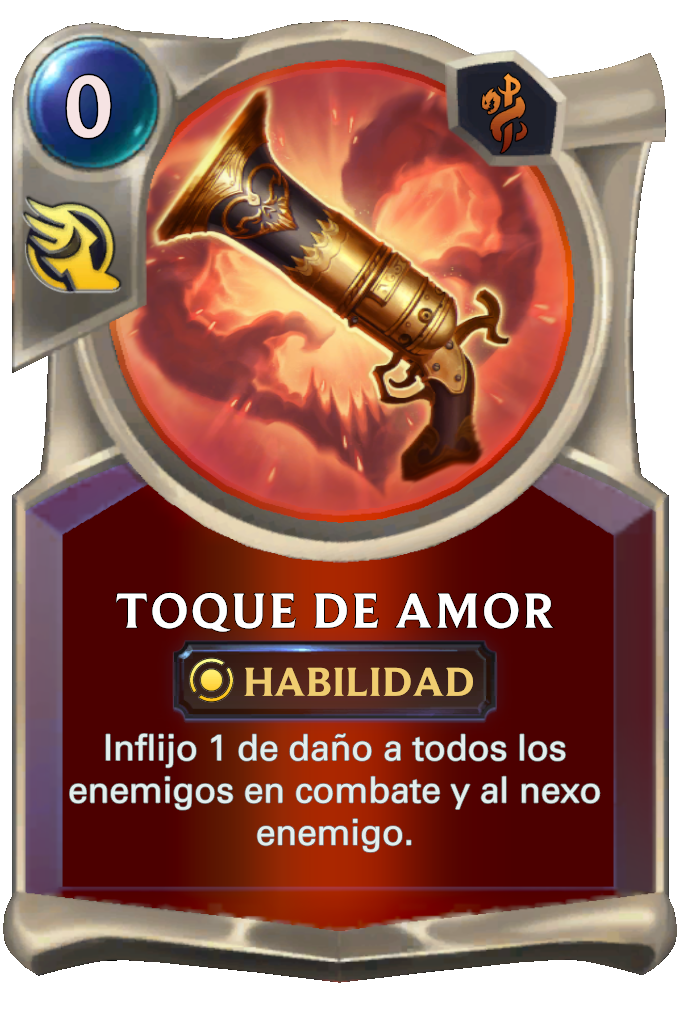 0
TOQUE DE AMOR
HABILIDAD
Inflijo 1 de daño a todos los
enemigos en combate y al nexo
enemigo.